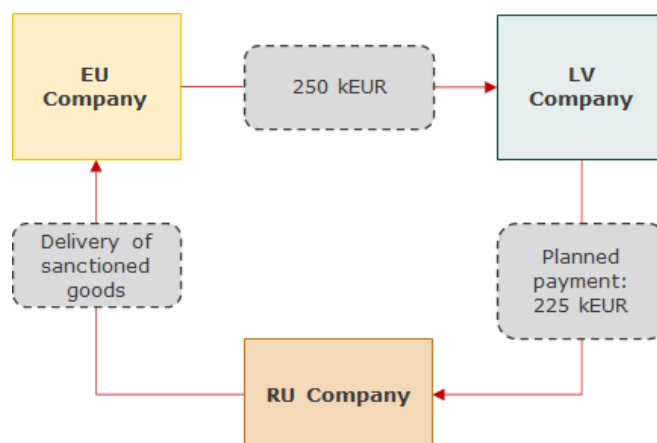 EU
Company
250 kEUR
LV
Company
Delivery of
sanctioned
goods
Planned
payment:
225 kEUR
RU Company